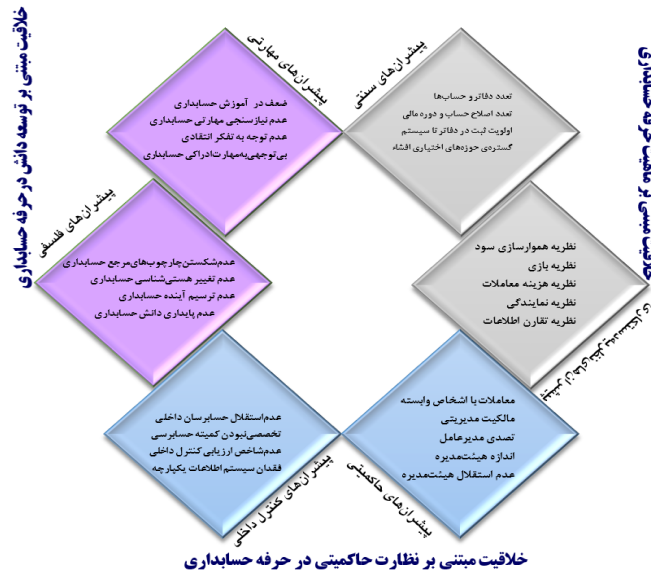 خلاقیت مبتنی بر ماهیت حرفه حسابداری
پیشران‌های سنتی
تعدد دفاتر و حساب‌ها
تعدد اصلاح حساب و دوره مالی
اولویت ثبت در دفاتر تا سیستم
گستره‌ی حوزه‌های اختیاری افشاء
نظریه هموارسازی سود
نظریه بازی
نظریه هزینه معاملات
نظریه نمایندگی
نظریه تقارن اطلاعات
خلاقیت مبتنی بر توسعه دانش در حرفه حسابداری
پیشران‌های مهارتی
ضعف در آموزش حسابداری
عدم نیازسنجی مهارتی حسابداری
عدم توجه به تفکر انتقادی
بی‌توجهی‌به‌مهارت‌ادراکی‌حسابداری
پیشران‌های فلسفی
عدم‌شکستن‌چارچوب‌های‌مرجع حسابداری
عدم تغییر هستی‌شناسی حسابداری
عدم ترسیم آینده حسابداری
عدم پایداری دانش حسابداری
معاملات با اشخاص وابسته
مالکیت مدیریتی
تصدی مدیرعامل
اندازه هیئت‌مدیره
عدم استقلال هیئت‌مدیره
پیشران‌های حاکمیتی
عدم‌استقلال حسابرسان داخلی
تخصصی‌نبودن کمیته حسابرسی
عدم‌شاخص ارزیابی کنترل داخلی
فقدان سیستم اطلاعات یکپارچه
پیشران‌های کنترل داخلی
خلاقیت مبتنی بر نظارت حاکمیتی در حرفه حسابداری